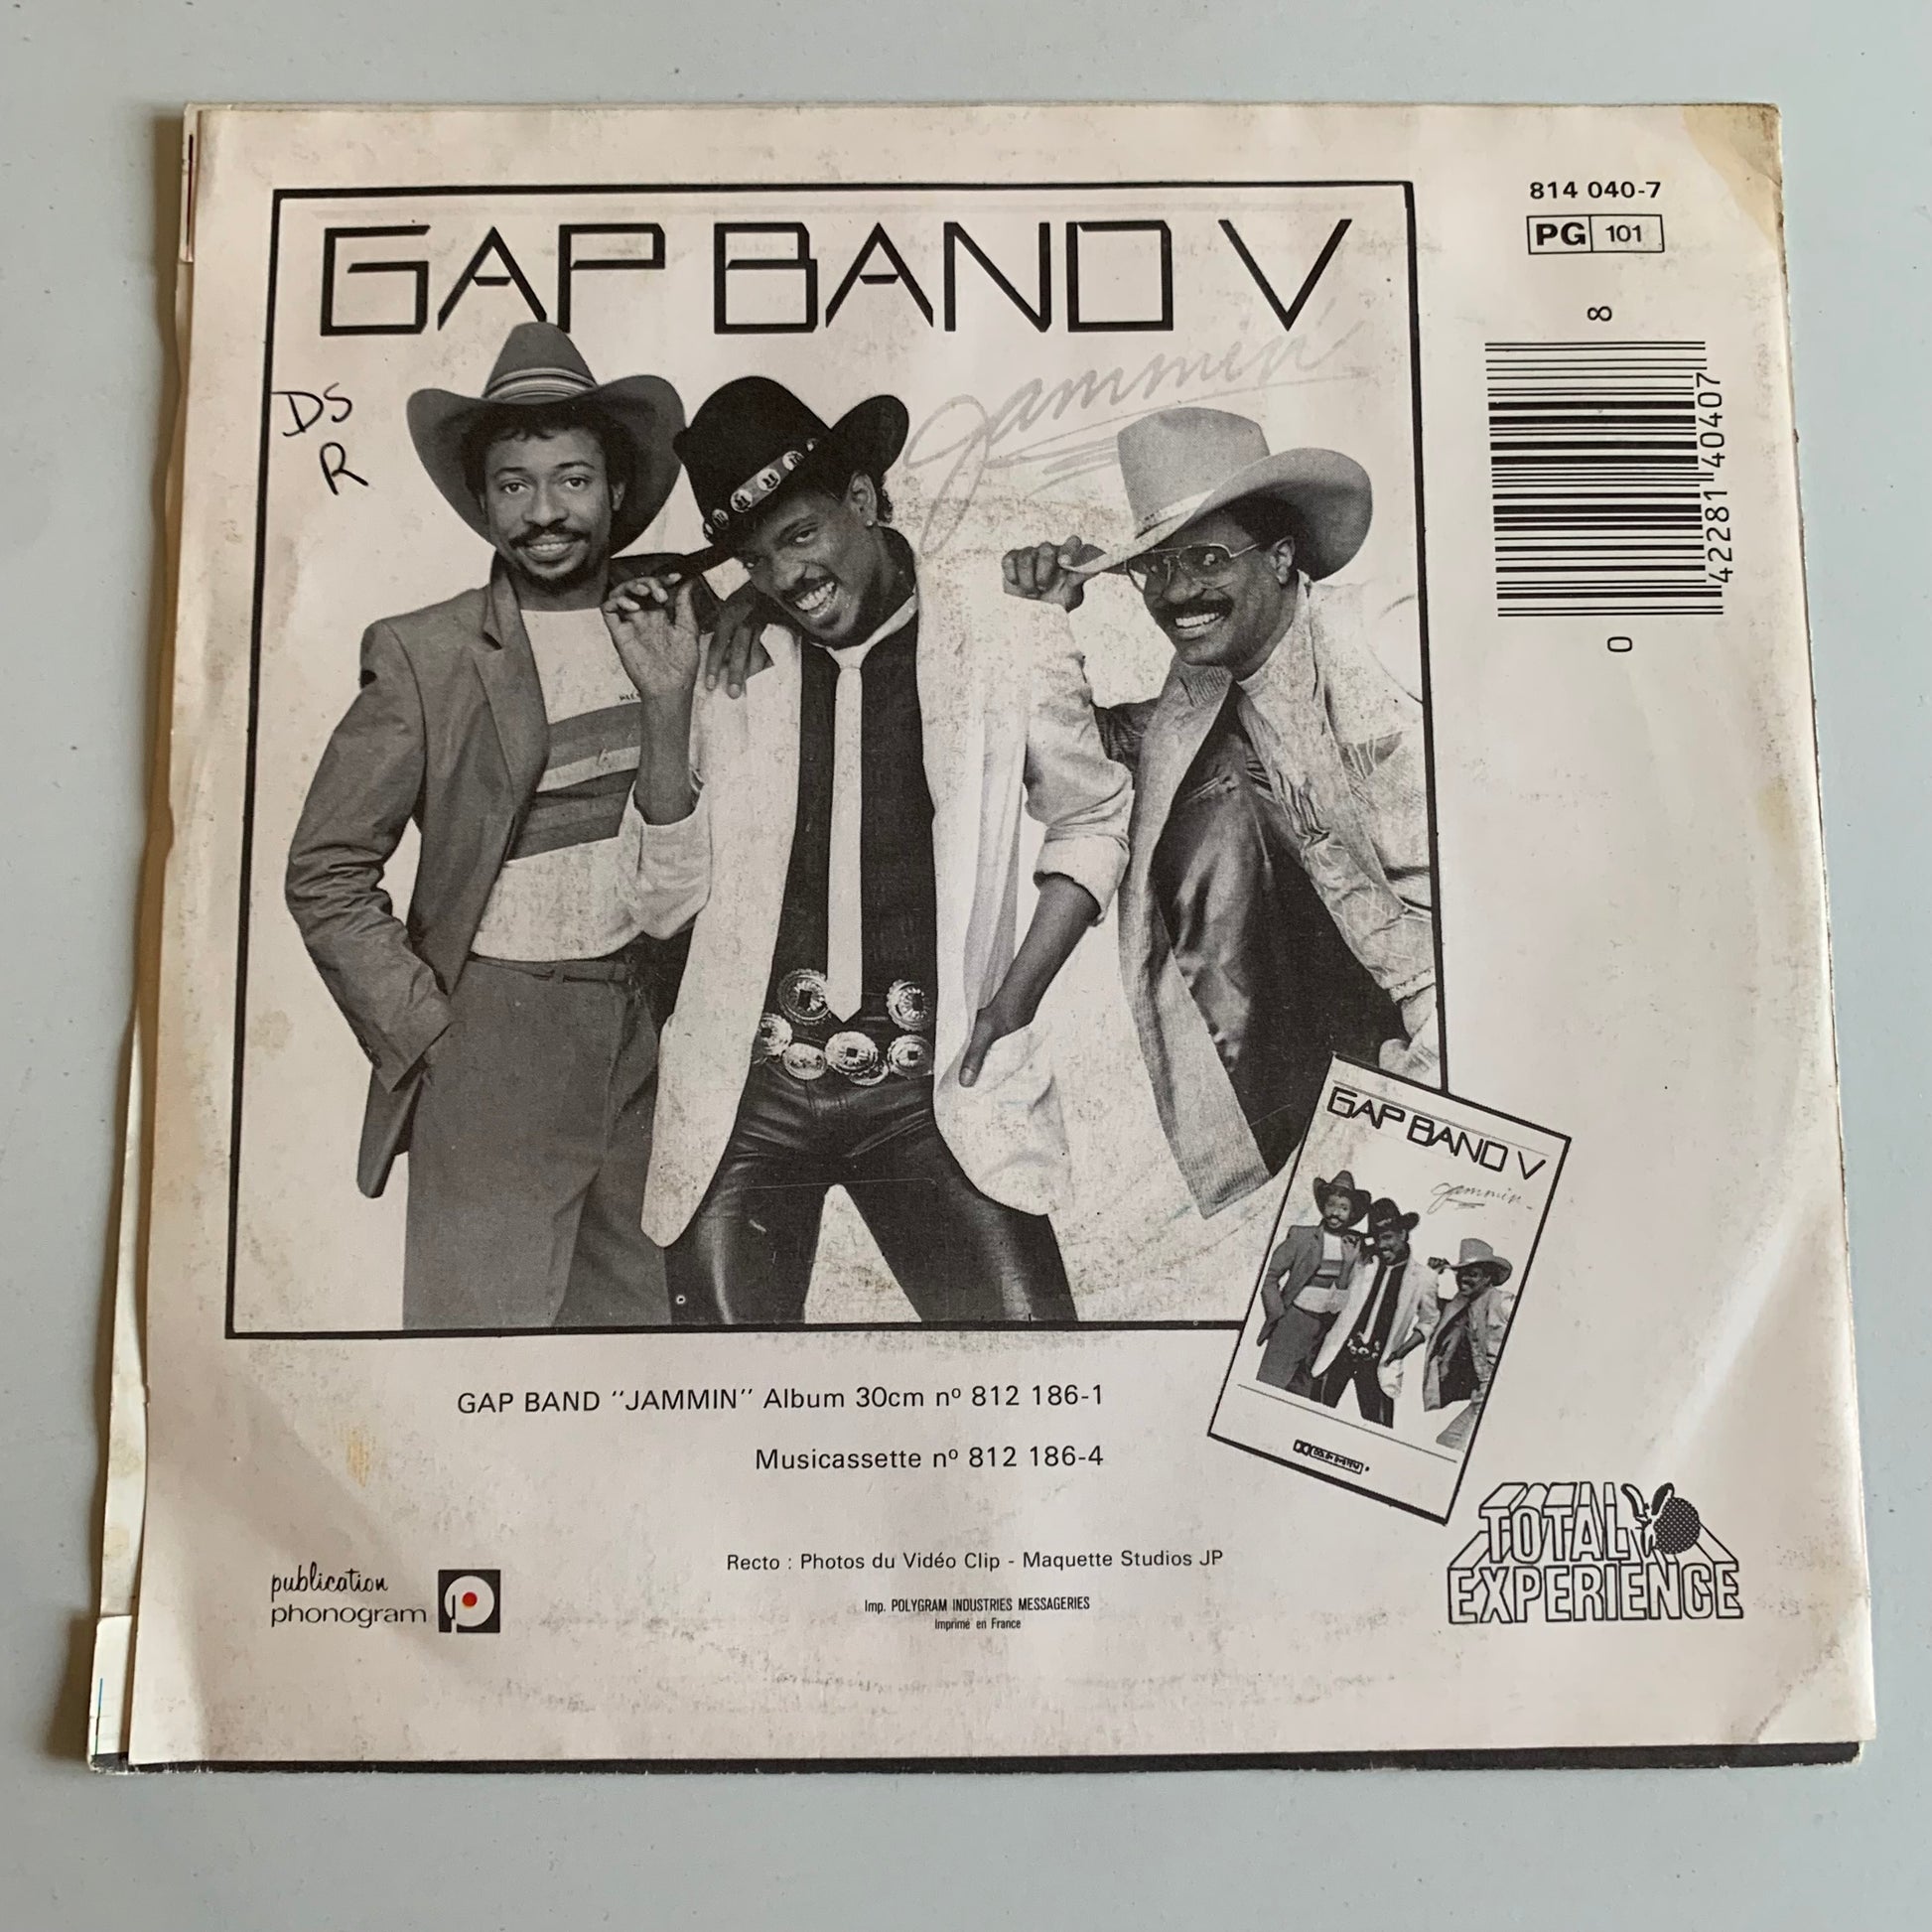 814 040-7
PG 101
GAP BAND V
Jammin'
DS
R
8
42281 40407
0
GAP BAND V
Jammin'
GAP BAND "JAMMIN" Album 30cm nº 812 186-1
Musicassette nº 812 186-4
TOTAL
EXPERIENCE
Recto : Photos du Vidéo Clip - Maquette Studios JP
publication
phonogram
Imp. POLYGRAM INDUSTRIES MESSAGERIES
Imprimé en France